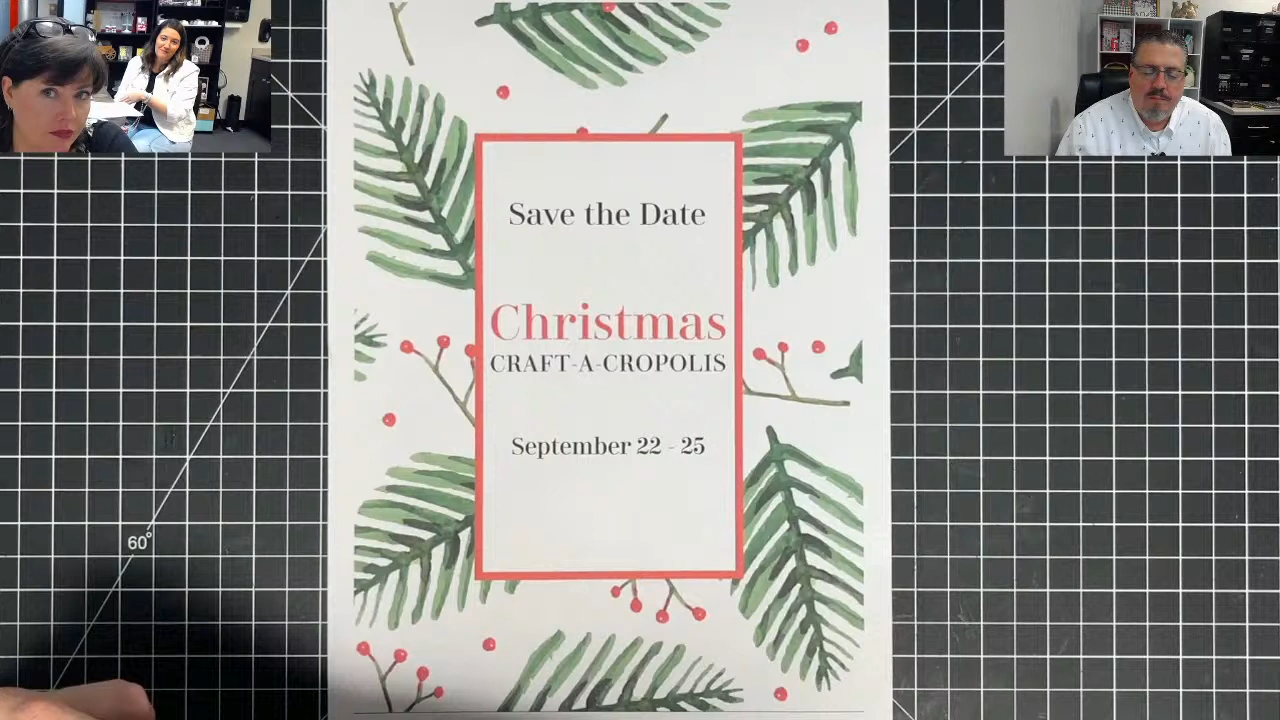 Save the Date
Christmas
CRAFT-A-CROPOLIS
September 22 - 25
60°